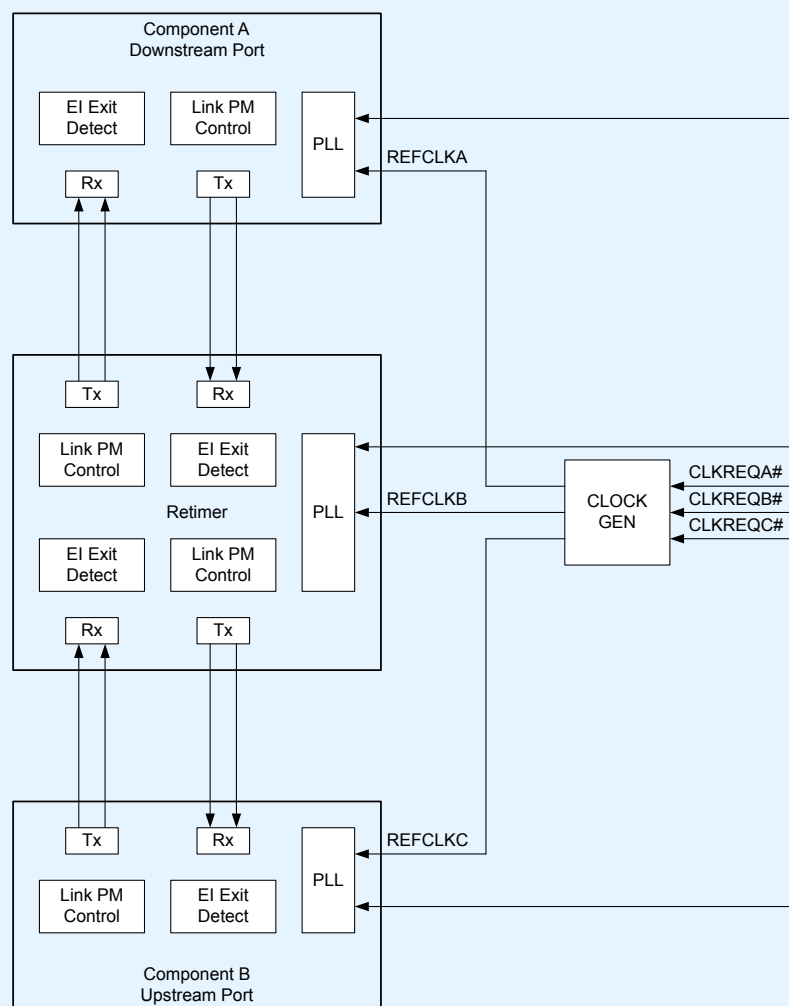 Component A
Downstream Port
EI Exit
Detect
Link PM
Control
PLL
REFCLKA
Rx
Tx
Tx
Rx
Link PM
Control
EI Exit
Detect
PLL
REFCLKB
Retimer
CLOCK
GEN
CLKREQA#
CLKREQB#
CLKREQC#
EI Exit
Detect
Link PM
Control
Rx
Tx
Tx
Rx
PLL
REFCLKC
Link PM
Control
EI Exit
Detect
Component B
Upstream Port